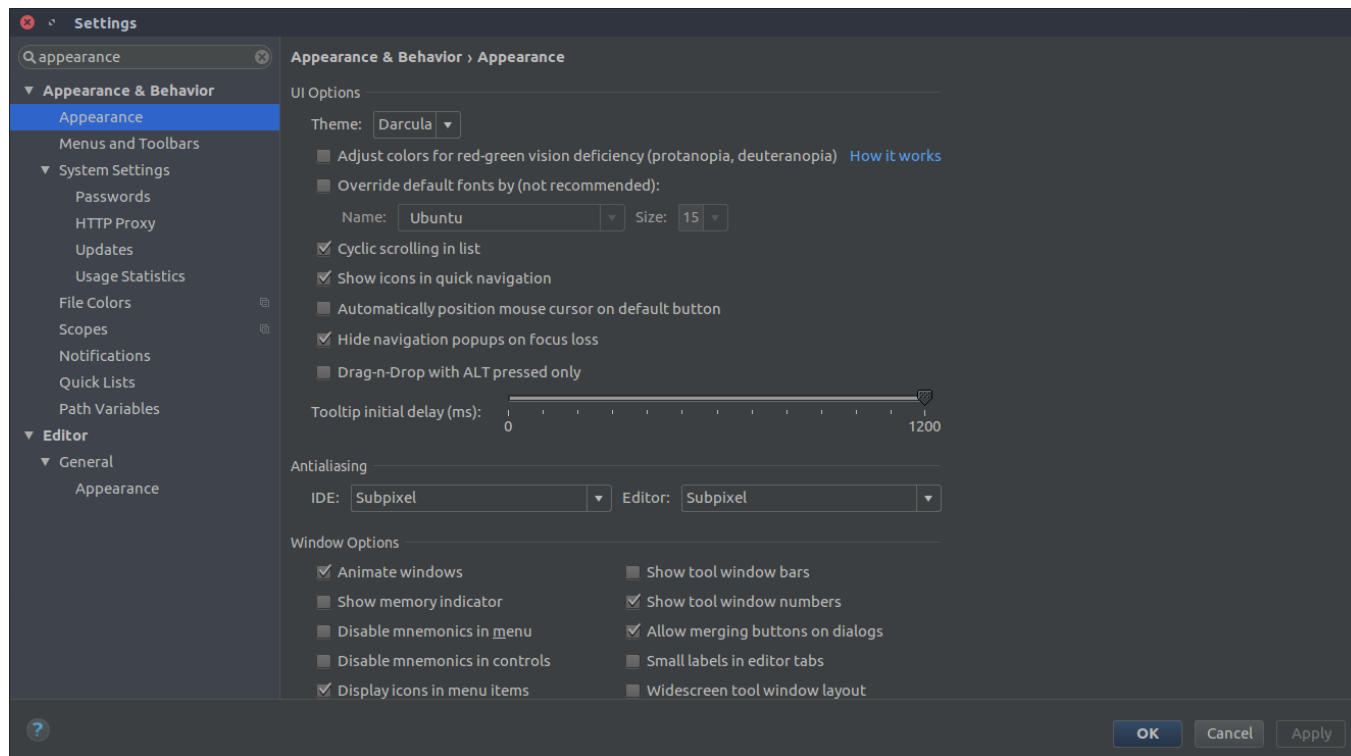 Settings
appearance
Appearance & Behavior
Appearance
Menus and Toolbars
System Settings
Passwords
HTTP Proxy
Updates
Usage Statistics
File Colors
Scopes
Notifications
Quick Lists
Path Variables
Editor
General
Appearance
Appearance & Behavior › Appearance
UI Options
Theme: Darcula
Adjust colors for red-green vision deficiency (protanopia, deuteranopia) How it works
Override default fonts by (not recommended):
Name: Ubuntu Size: 15
Cyclic scrolling in list
Show icons in quick navigation
Automatically position mouse cursor on default button
Hide navigation popups on focus loss
Drag-n-Drop with ALT pressed only
Tooltip initial delay (ms):
0 1200
Antialiasing
IDE: Subpixel Editor: Subpixel
Window Options
Animate windows Show tool window bars
Show memory indicator Show tool window numbers
Disable mnemonics in menu Allow merging buttons on dialogs
Disable mnemonics in controls Small labels in editor tabs
Display icons in menu items Widescreen tool window layout
? OK Cancel Apply